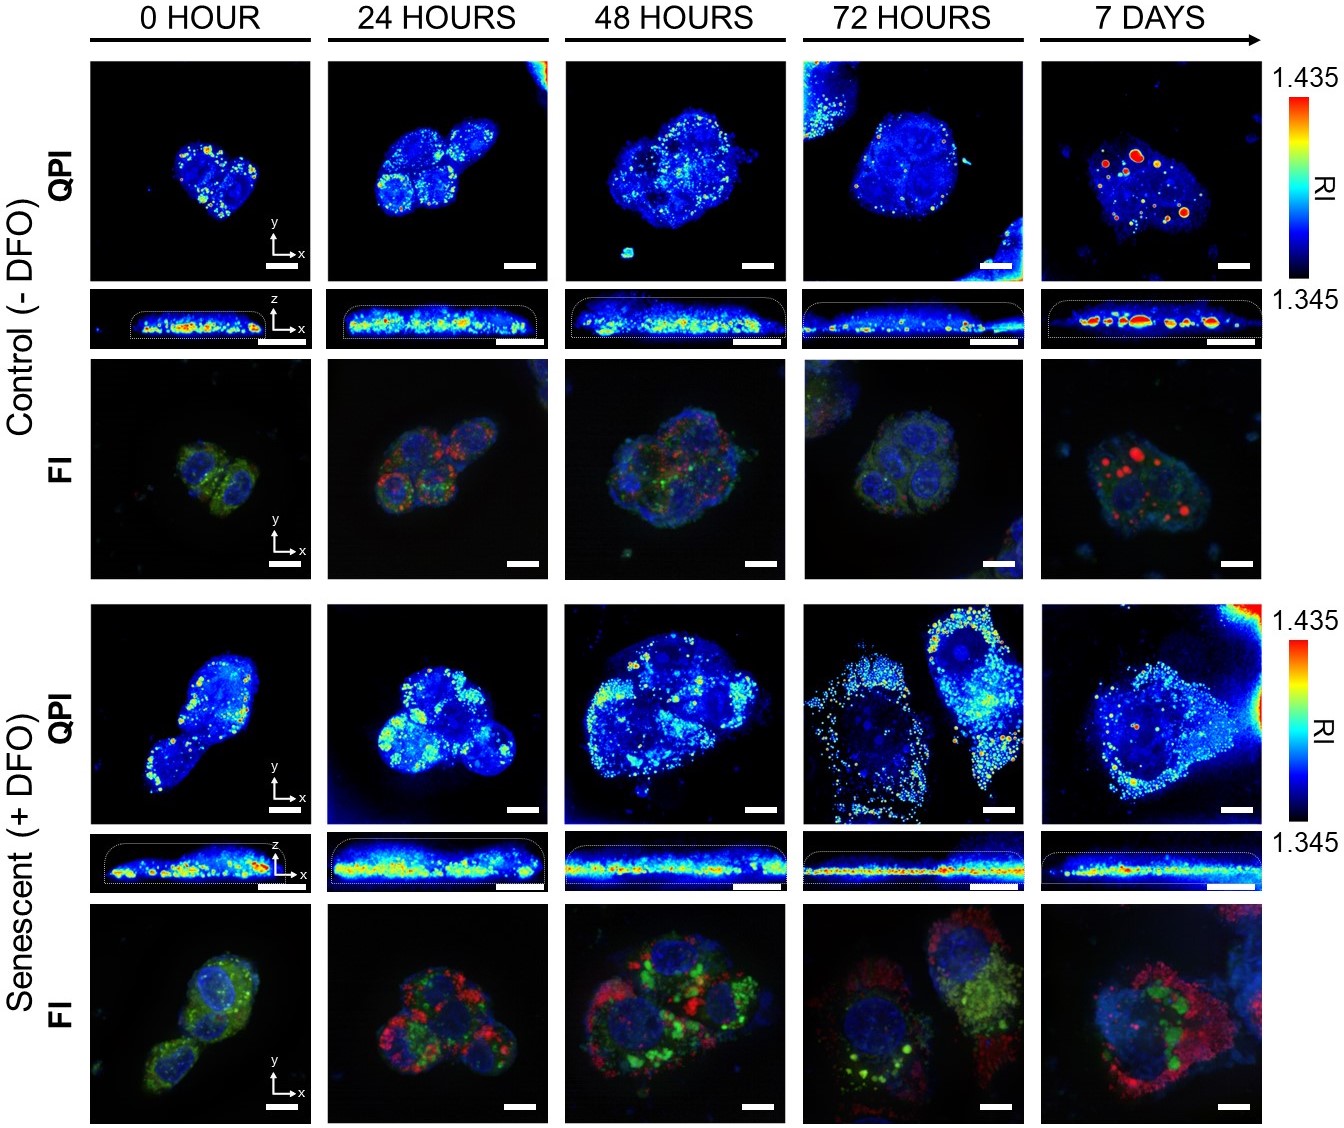 0 HOUR
24 HOURS
48 HOURS
72 HOURS
7 DAYS
Control (- DFO)
QPI
y
x
1.435
RI
1.345
z
x
FI
y
x
Senescent (+ DFO)
QPI
y
x
1.435
RI
1.345
z
x
FI
y
x